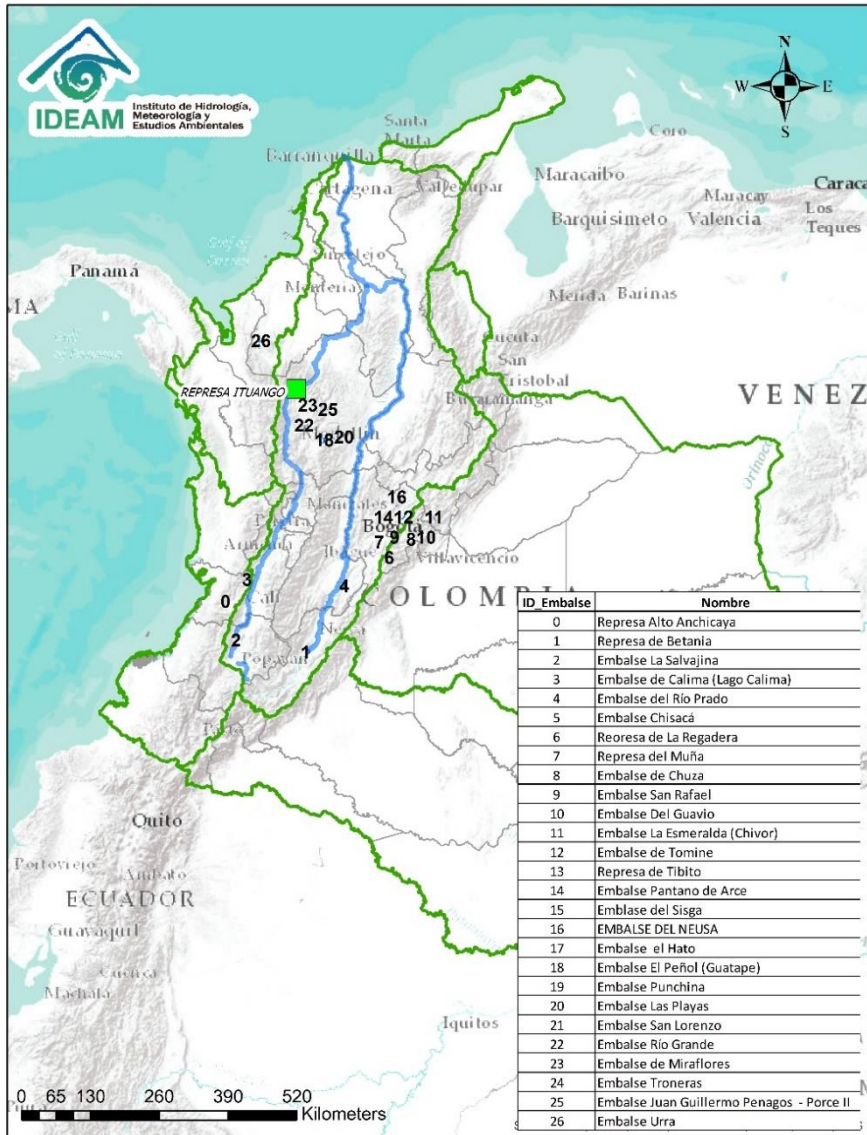 IDEAM
Instituto de Hidrología,
Meteorología y
Estudios Ambientales
N
W
E
S
Santa
Marta
Barranquilla
Cartagena
Valledupar
Coro
Maracaibo
Maracay
Caraca
Barquisimeto
Valencia
Los
Teques
Panamá
MA
Sincelejo
Montería
Merida
Barinas
Cucuta
San
Cristobal
Bucaramanga
VENEZ
Orinoco
26
REPRESA ITUANGO
23
25
22
18
20
Medellín
16
Manizales
14
12
11
Bogota
7
9
8
10
Armenia
Ibague
Villavicencio
6
3
4
0
Cali
OLOMBIA
Neiva
2
1
Popayan
Pasto
Quito
Portoviejo
Ambato
ECUADOR
Guayaquil
Cuenca
Machala
Iquitos
ID_Embalse Nombre
0 Represa Alto Anchicaya
1 Represa de Betania
2 Embalse La Salvajina
3 Embalse de Calima (Lago Calima)
4 Embalse del Río Prado
5 Embalse Chisacá
6 Reoresa de La Regadera
7 Represa del Muña
8 Embalse de Chuza
9 Embalse San Rafael
10 Embalse Del Guavio
11 Embalse La Esmeralda (Chivor)
12 Embalse de Tomine
13 Represa de Tibito
14 Embalse Pantano de Arce
15 Emblase del Sisga
16 EMBALSE DEL NEUSA
17 Embalse el Hato
18 Embalse El Peñol (Guatape)
19 Embalse Punchina
20 Embalse Las Playas
21 Embalse San Lorenzo
22 Embalse Río Grande
23 Embalse de Miraflores
24 Embalse Troneras
25 Embalse Juan Guillermo Penagos - Porce II
26 Embalse Urra
0 65 130 260 390 520
Kilometers